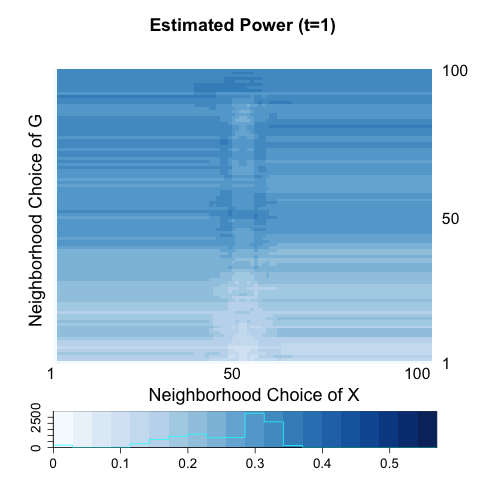 Estimated Power (t=1)
Neighborhood Choice of G
100
50
1
1 50 100
Neighborhood Choice of X
0 2500
0 0.1 0.2 0.3 0.4 0.5